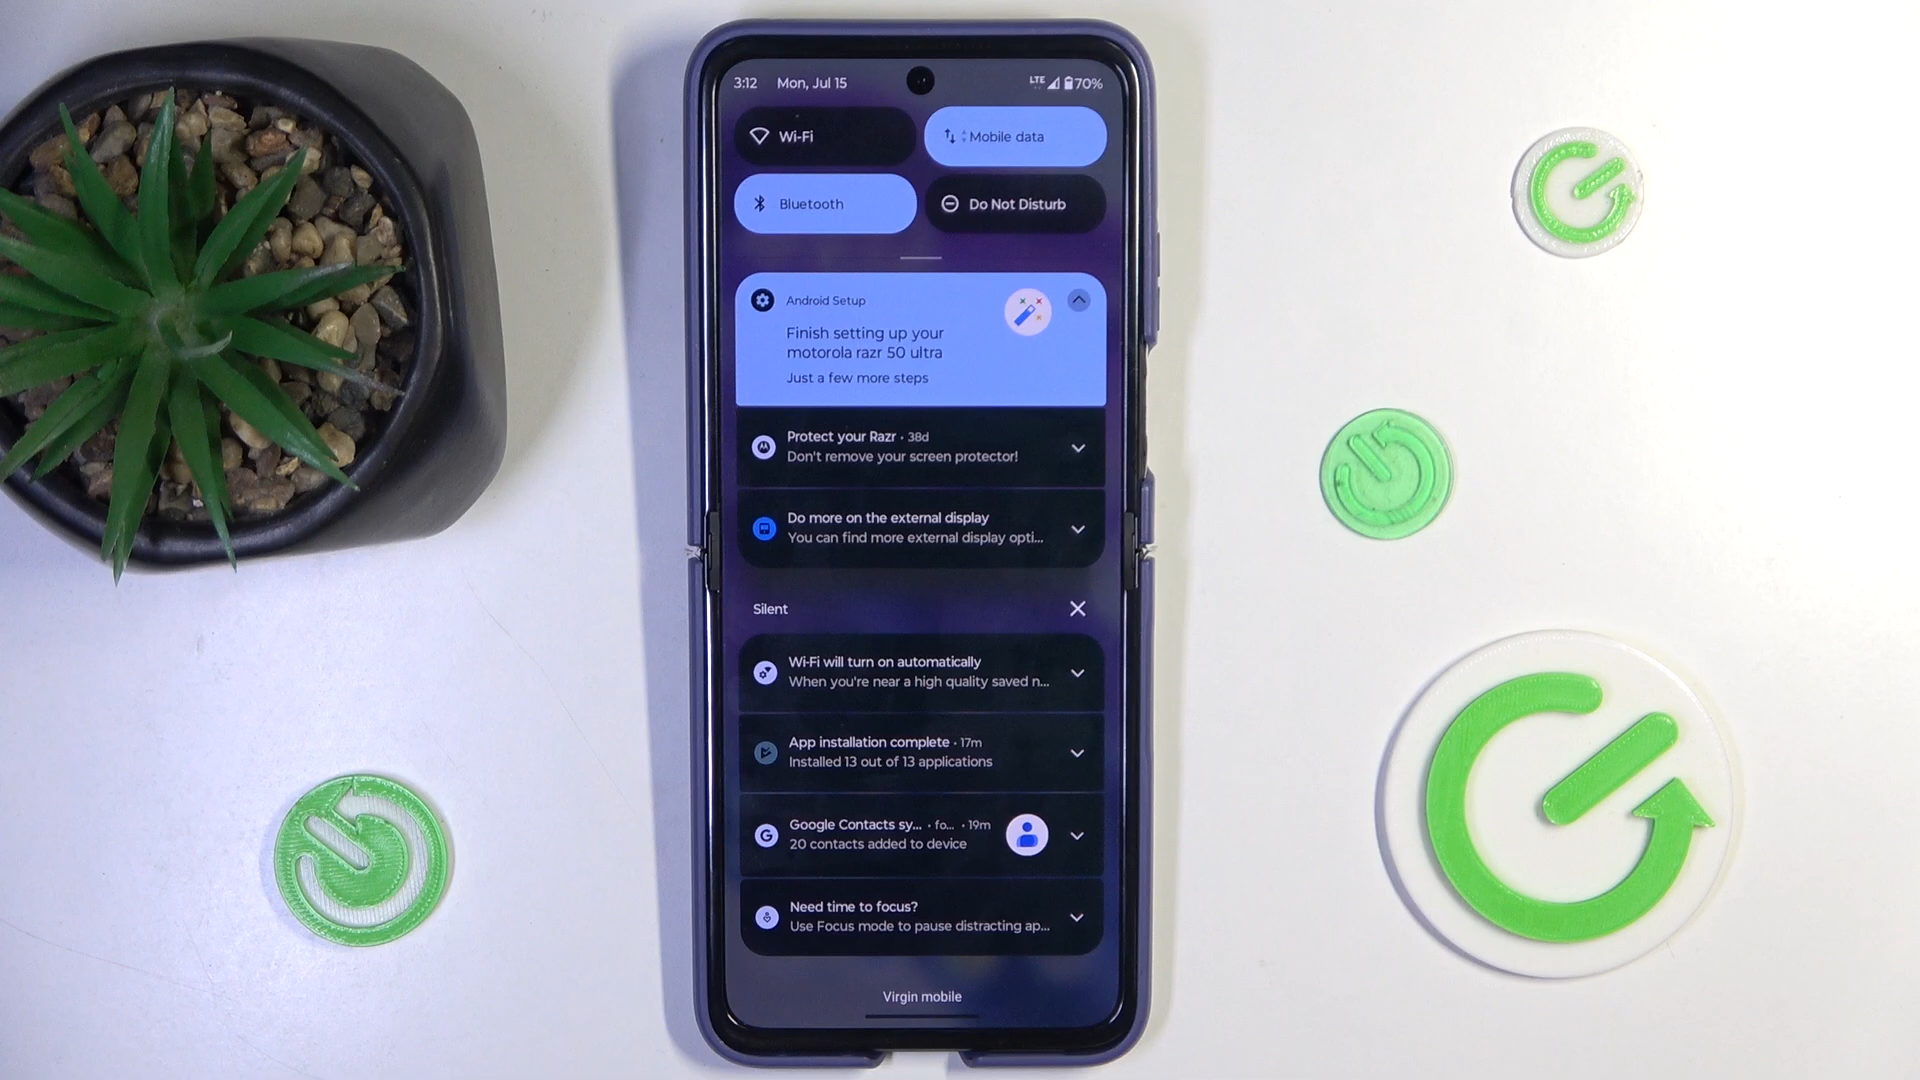 3:12 Mon, Jul 15 LTE 70%
Wi-Fi Mobile data
Bluetooth Do Not Disturb
Android Setup
Finish setting up your
motorola razr 50 ultra
Just a few more steps
Protect your Razr • 38d
Don't remove your screen protector!
Do more on the external display
You can find more external display opti...
Silent
Wi-Fi will turn on automatically
When you're near a high quality saved n...
App installation complete • 17m
Installed 13 out of 13 applications
Google Contacts sy... • fo... • 19m
20 contacts added to device
Need time to focus?
Use Focus mode to pause distracting ap...
Virgin mobile